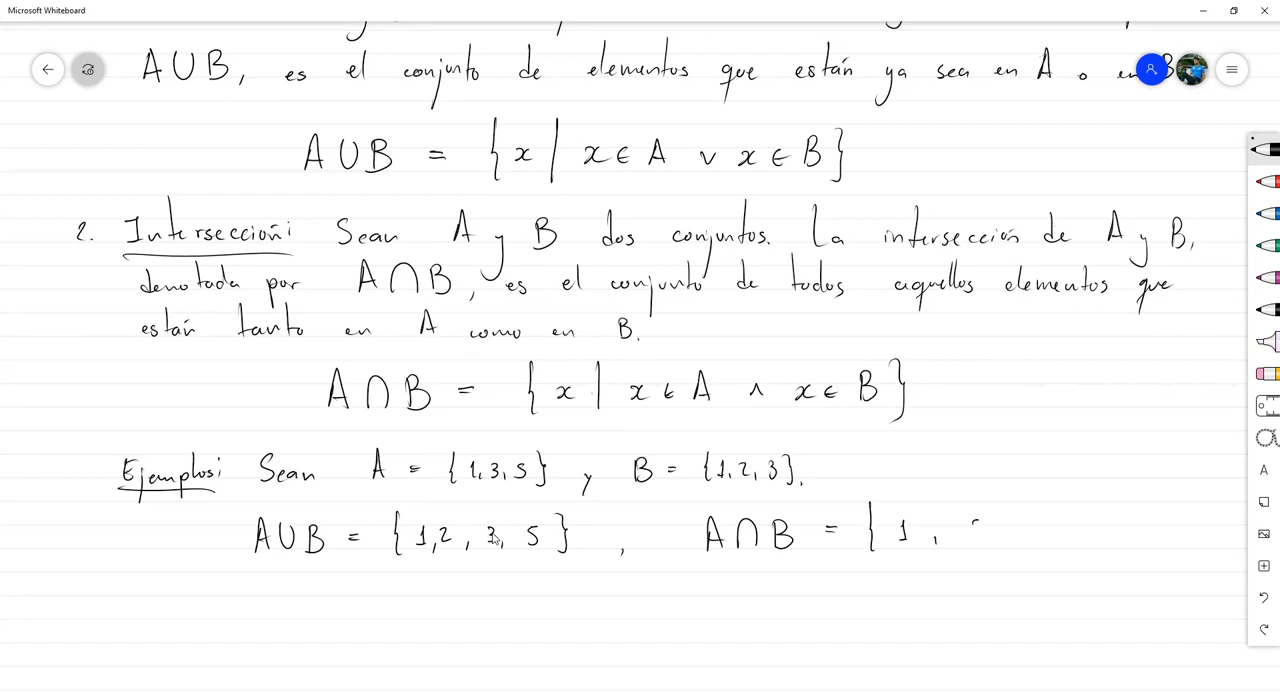 Microsoft Whiteboard
A∪B, es el conjunto de elementos que están ya sea en A o en B
A∪B = {x | x∈A ∨ x∈B}
2. Intersección: Sean A y B dos conjuntos. La intersección de A y B,
denotada por A∩B, es el conjunto de todos aquellos elementos que
están tanto en A como en B.
A∩B = {x | x∈A ∧ x∈B}
Ejemplos: Sean A = {1,3,5} y B = {1,2,3}.
A∪B = {1,2,3,5}, A∩B = {1,
A